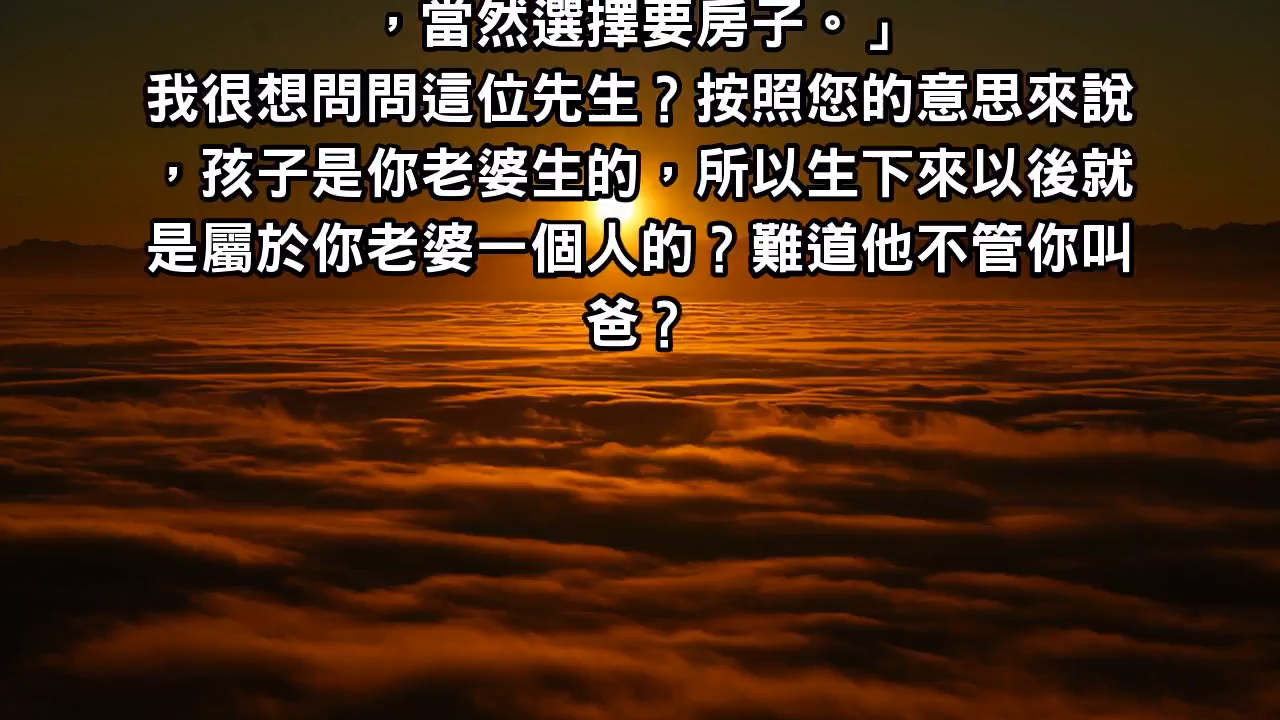 ，當然選擇要房子。」
我很想問問這位先生？按照您的意思來說
，孩子是你老婆生的，所以生下來以後就
是屬於你老婆一個人的？難道他不管你叫
爸？